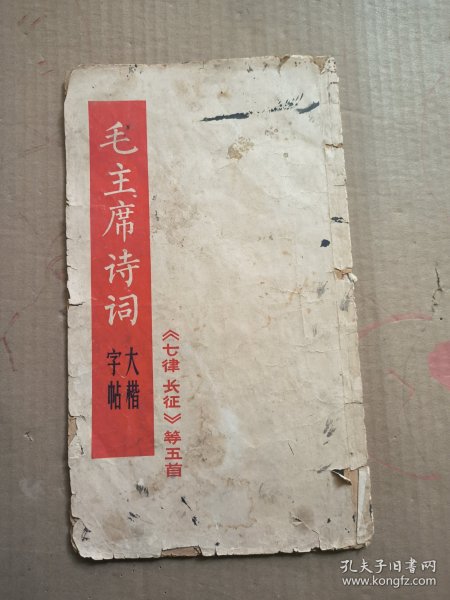 毛主席诗词
大楷
字帖
《七律 长征》等五首
孔夫子旧书网
www.kongfz.com